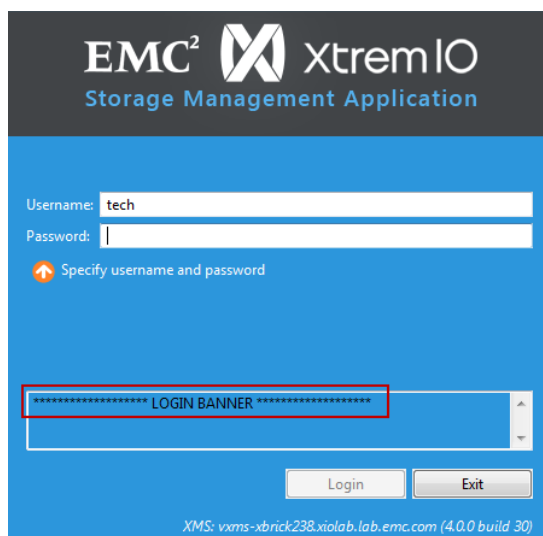 EMC² XtremIO
Storage Management Application
Username: tech
Password:
Specify username and password
******************* LOGIN BANNER *******************
Login Exit
XMS: vxms-xbrick238.xiolab.lab.emc.com (4.0.0 build 30)